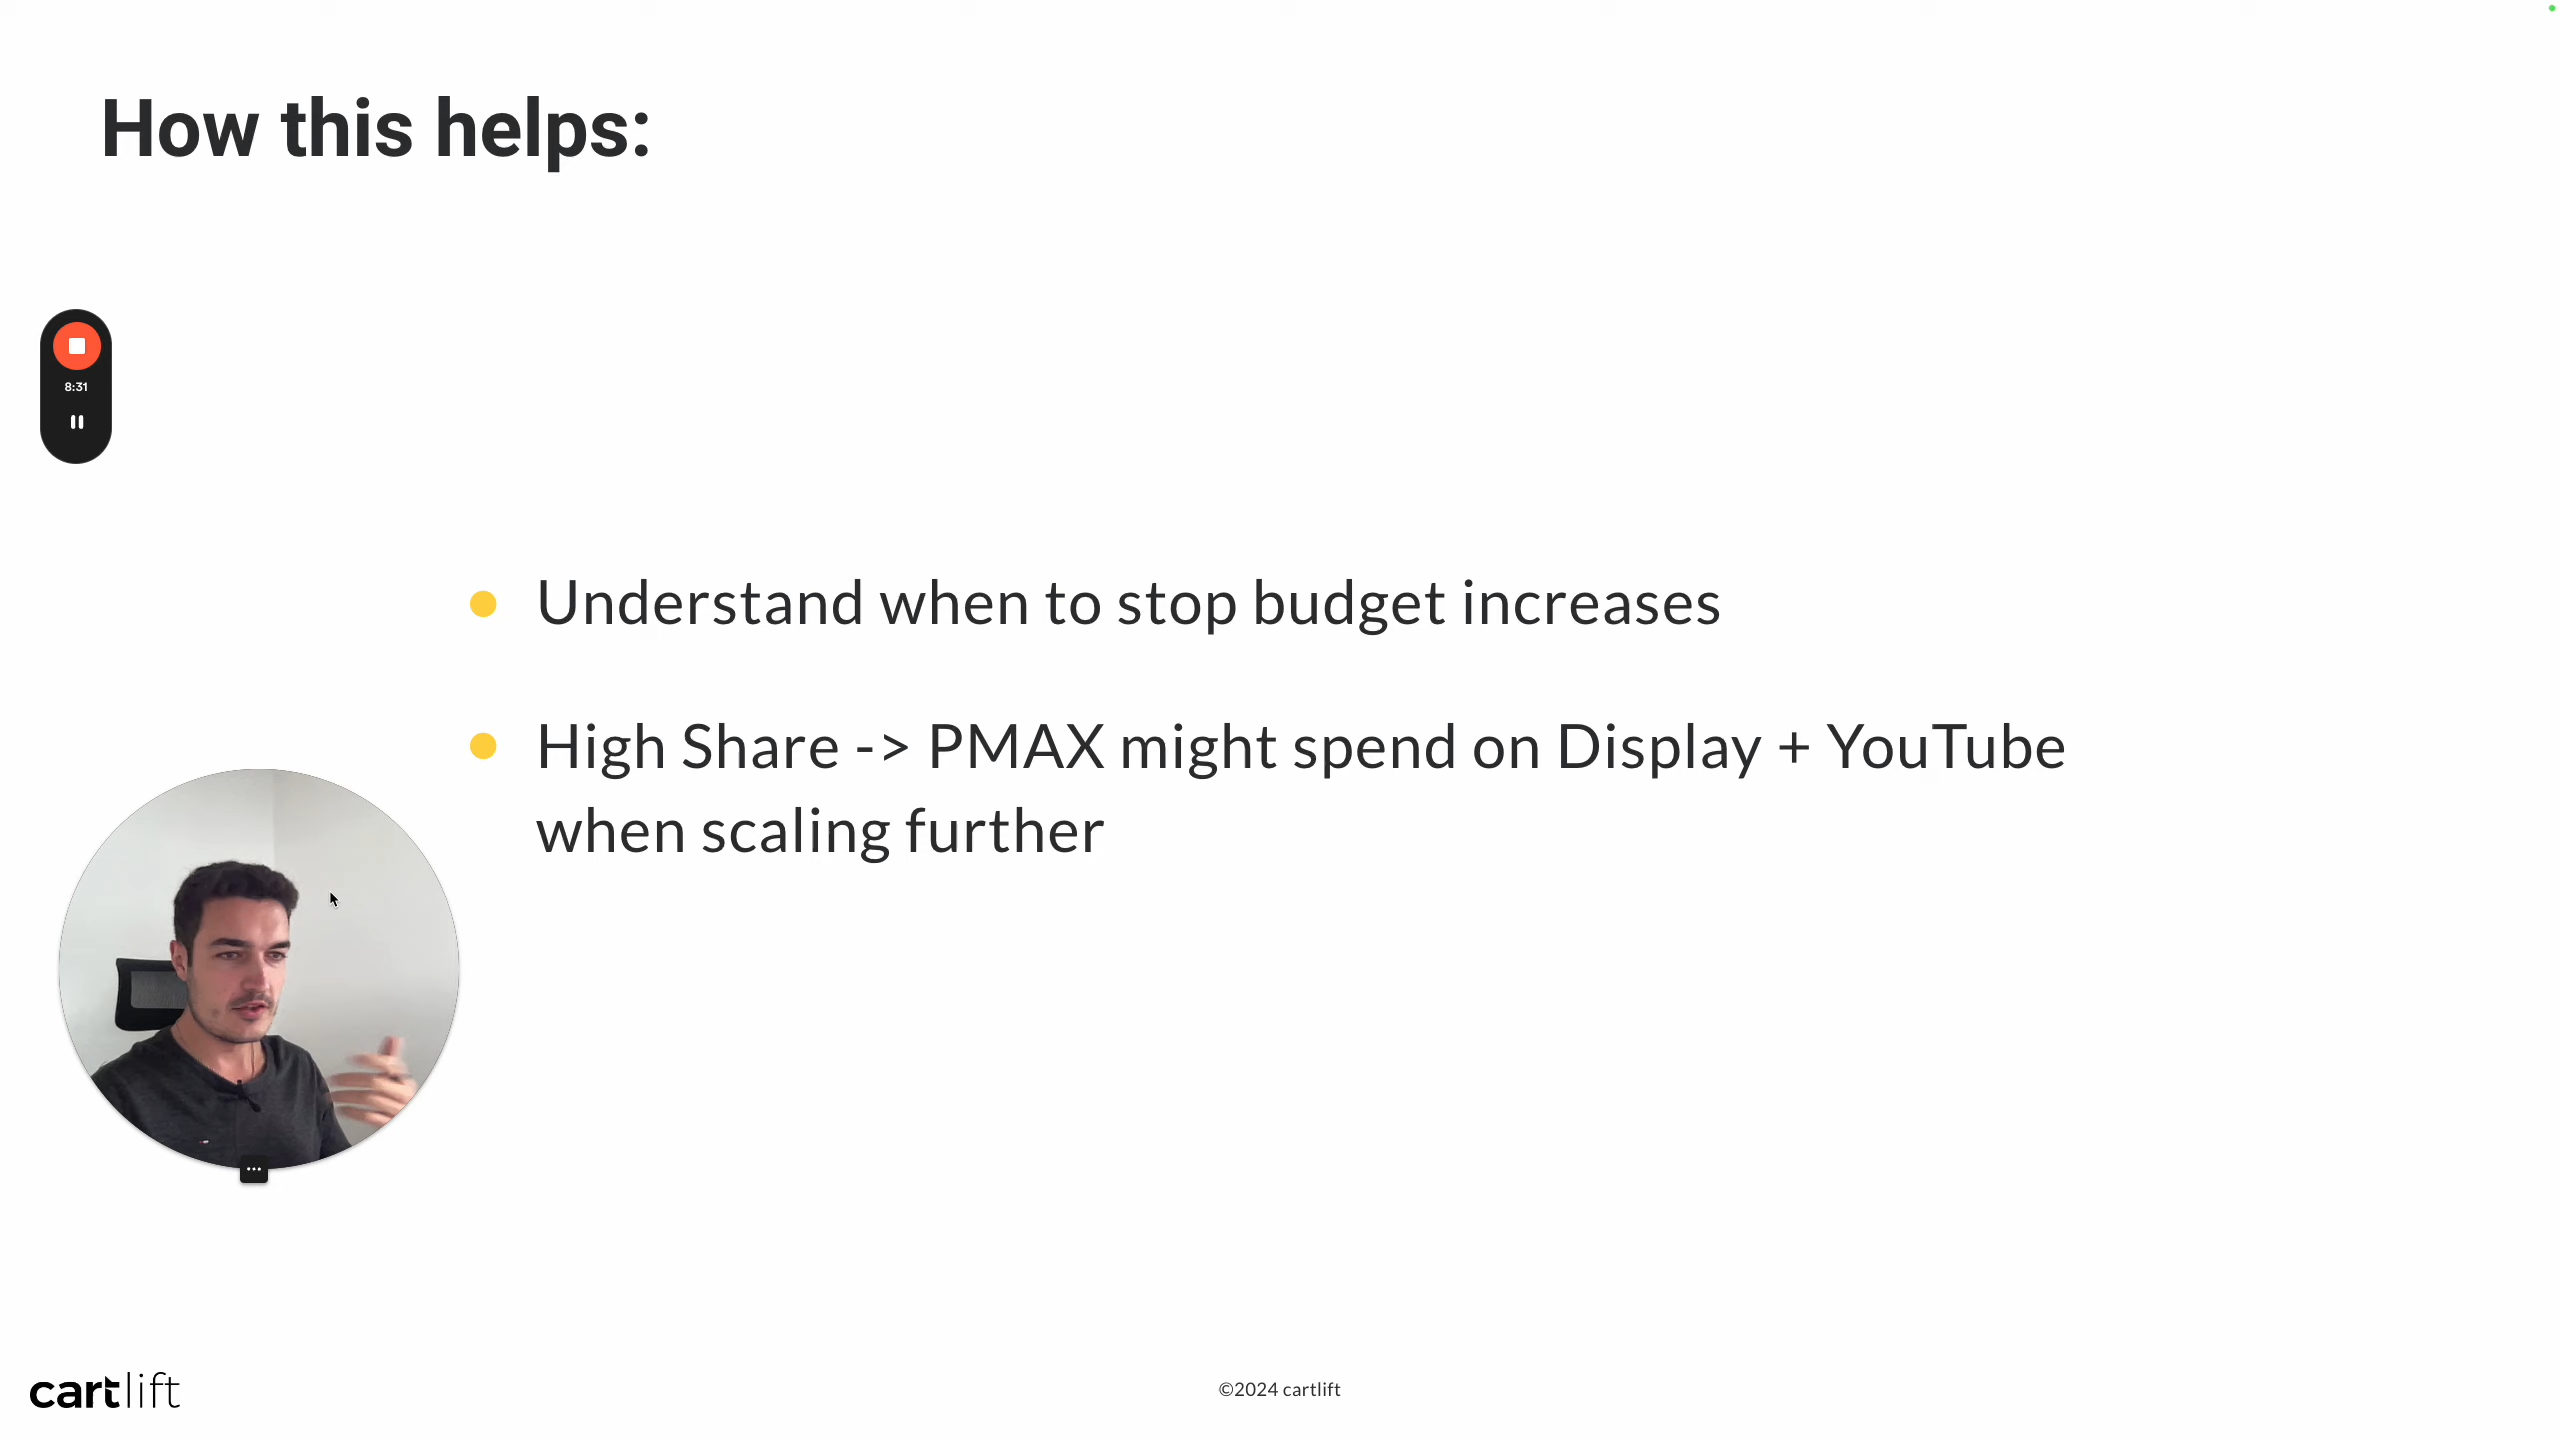 How this helps:
8:31
Understand when to stop budget increases
High Share -> PMAX might spend on Display + YouTube
when scaling further
cartlift
©2024 cartlift